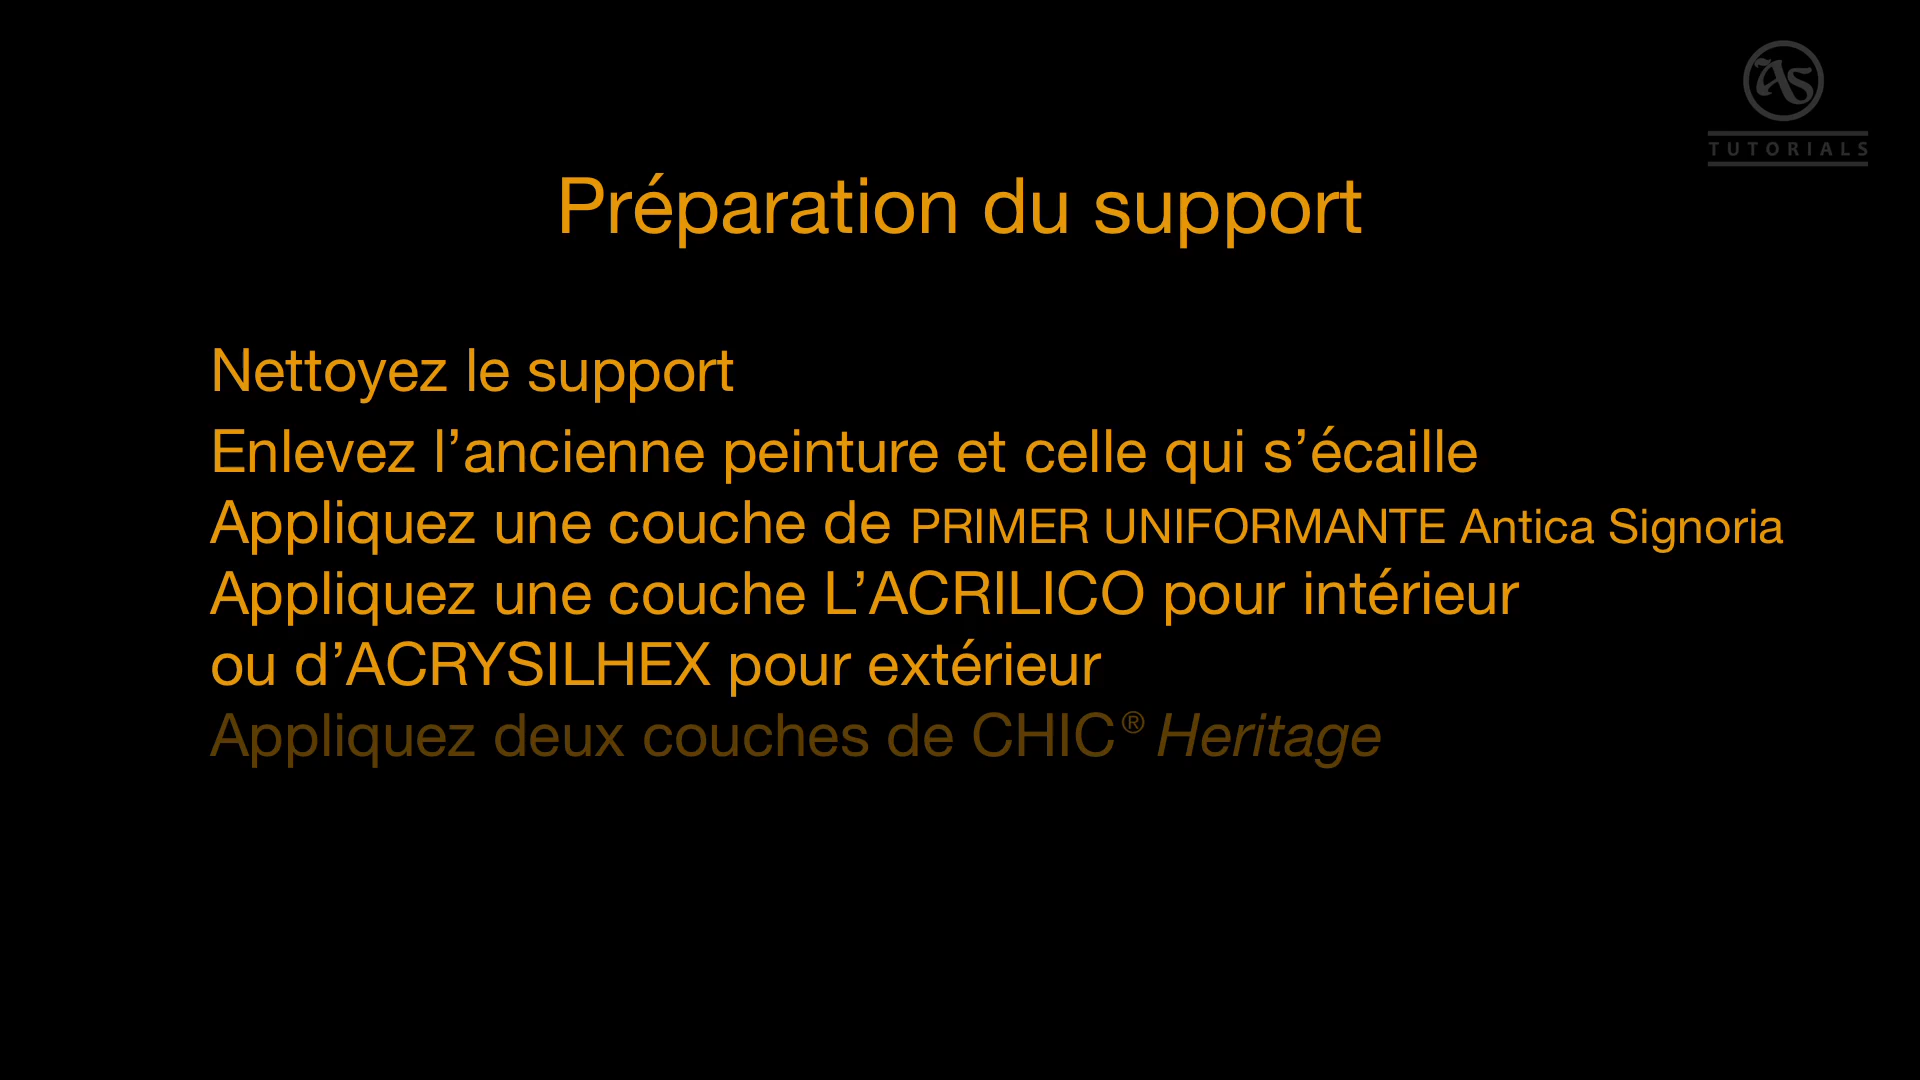 AS
TUTORIALS
Préparation du support
Nettoyez le support
Enlevez l’ancienne peinture et celle qui s’écaille
Appliquez une couche de PRIMER UNIFORMANTE Antica Signoria
Appliquez une couche L’ACRILICO pour intérieur
ou d’ACRYSILHEX pour extérieur
Appliquez deux couches de CHIC® Heritage